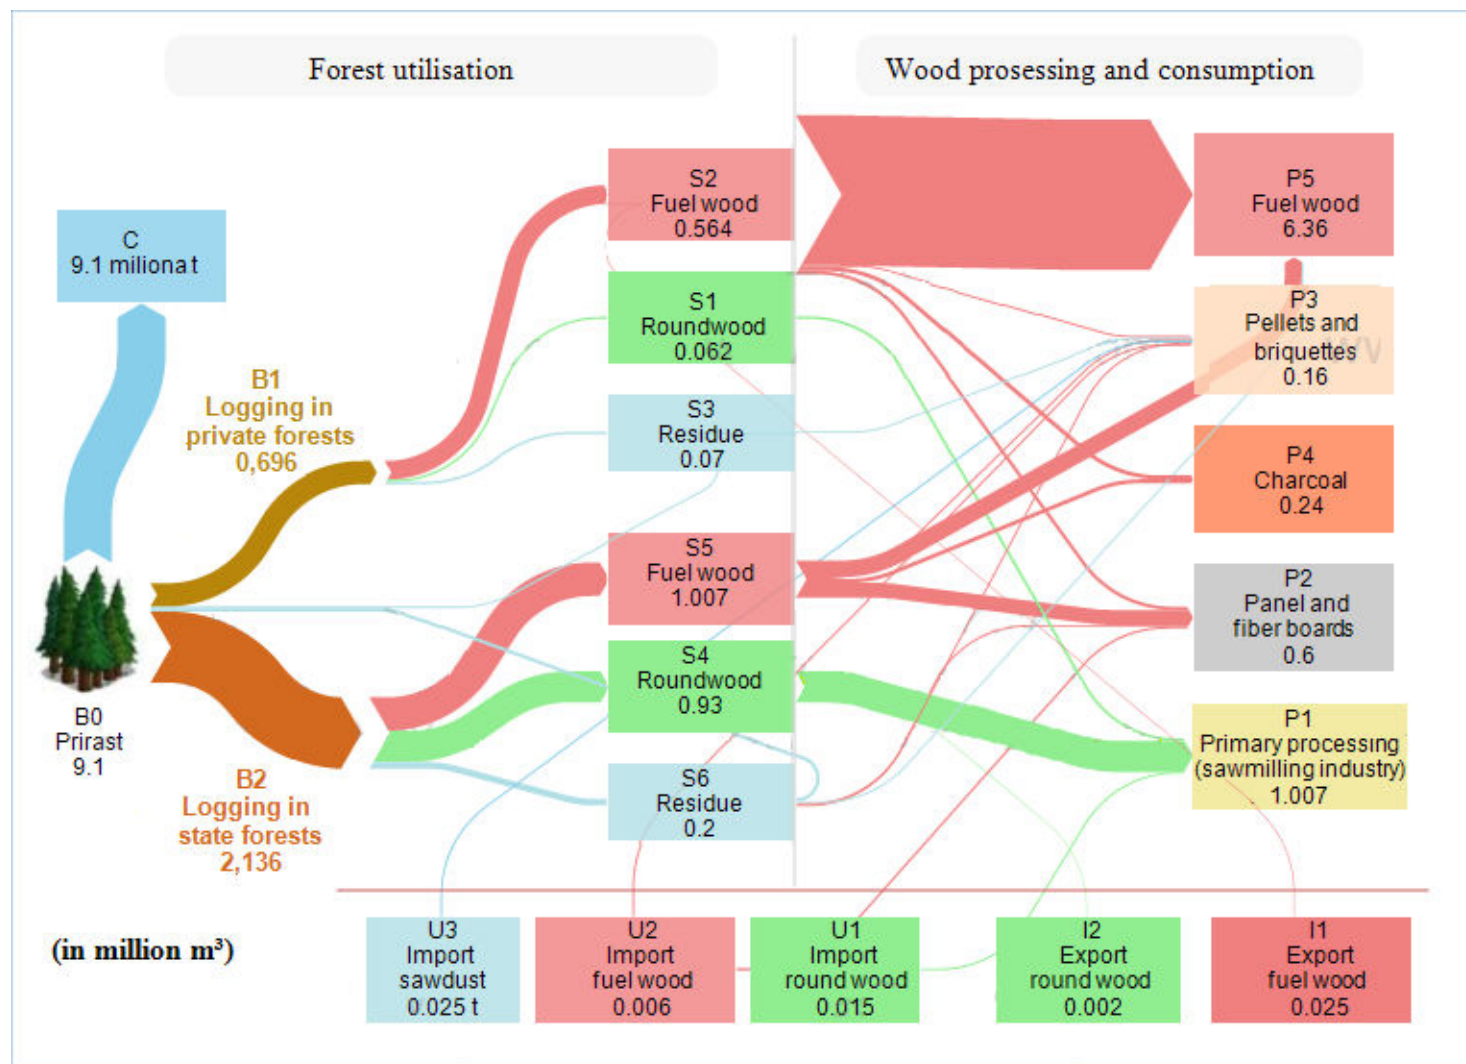 Forest utilisation
Wood prosessing and consumption
C
9.1 miliona t
B1
Logging in
private forests
0,696
B0
Prirast
9.1
B2
Logging in
state forests
2,136
S2
Fuel wood
0.564
S1
Roundwood
0.062
S3
Residue
0.07
S5
Fuel wood
1.007
S4
Roundwood
0.93
S6
Residue
0.2
P5
Fuel wood
6.36
P3
Pellets and
briquettes
0.16
P4
Charcoal
0.24
P2
Panel and
fiber boards
0.6
P1
Primary processing
(sawmilling industry)
1.007
(in million m³)
U3
Import
sawdust
0.025 t
U2
Import
fuel wood
0.006
U1
Import
round wood
0.015
I2
Export
round wood
0.002
I1
Export
fuel wood
0.025